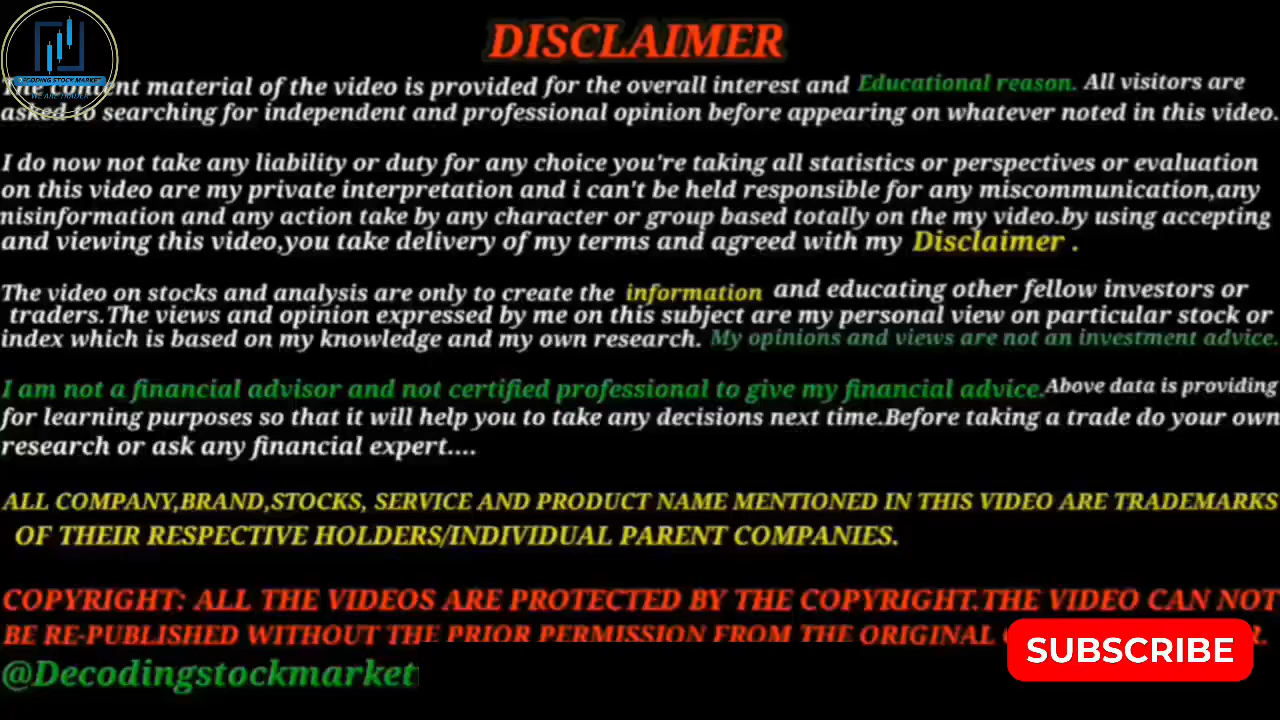 DISCLAIMER
The content material of the video is provided for the overall interest and Educational reason. All visitors are
asked to searching for independent and professional opinion before appearing on whatever noted in this video.
I do now not take any liability or duty for any choice you're taking all statistics or perspectives or evaluation
on this video are my private interpretation and i can't be held responsible for any miscommunication,any
nisinformation and any action take by any character or group based totally on the my video.by using accepting
and viewing this video,you take delivery of my terms and agreed with my Disclaimer .
The video on stocks and analysis are only to create the information and educating other fellow investors or
traders.The views and opinion expressed by me on this subject are my personal view on particular stock or
index which is based on my knowledge and my own research. My opinions and views are not an investment advice.
I am not a financial advisor and not certified professional to give my financial advice.Above data is providing
for learning purposes so that it will help you to take any decisions next time.Before taking a trade do your own
research or ask any financial expert....
ALL COMPANY,BRAND,STOCKS, SERVICE AND PRODUCT NAME MENTIONED IN THIS VIDEO ARE TRADEMARKS
OF THEIR RESPECTIVE HOLDERS/INDIVIDUAL PARENT COMPANIES.
COPYRIGHT: ALL THE VIDEOS ARE PROTECTED BY THE COPYRIGHT.THE VIDEO CAN NOT
BE RE-PUBLISHED WITHOUT THE PRIOR PERMISSION FROM THE ORIGINAL
@Decodingstockmarket
SUBSCRIBE
DECODING STOCK MARKET
WE ARE TRADER